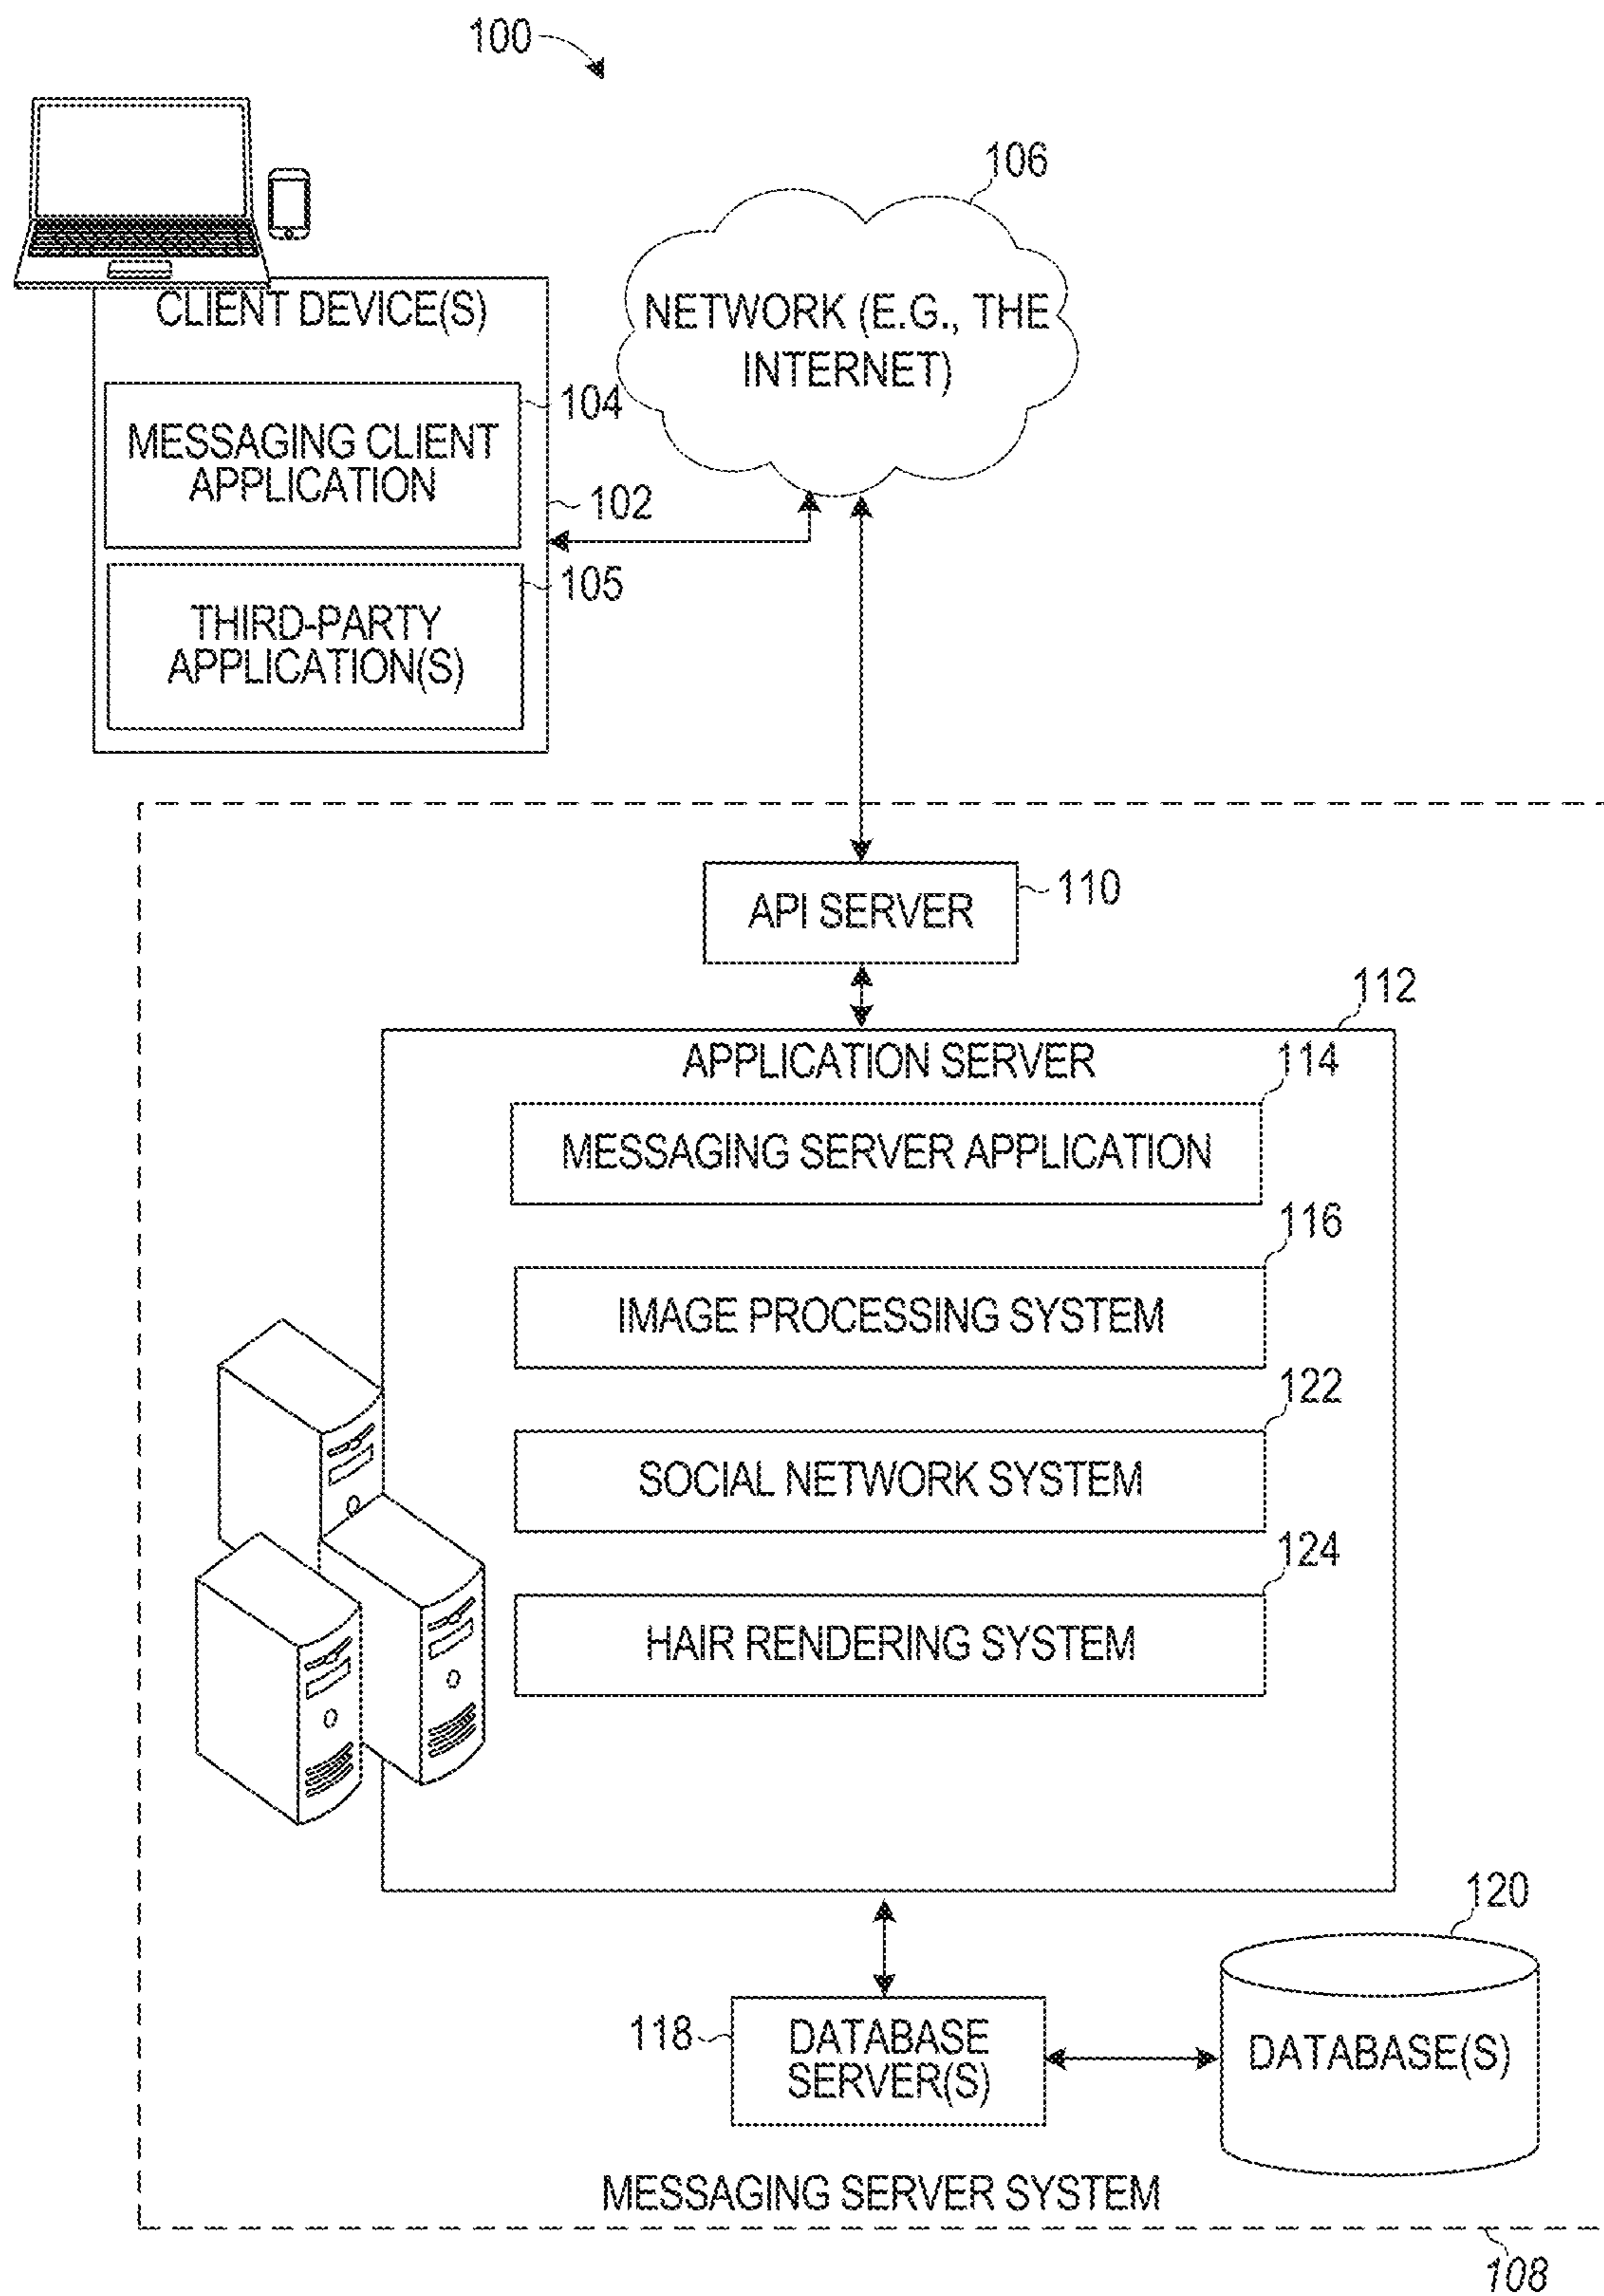 100
106
NETWORK (E.G., THE
INTERNET)
CLIENT DEVICE(S)
104
MESSAGING CLIENT
APPLICATION
102
105
THIRD-PARTY
APPLICATION(S)
API SERVER
110
112
APPLICATION SERVER
114
MESSAGING SERVER APPLICATION
116
IMAGE PROCESSING SYSTEM
122
SOCIAL NETWORK SYSTEM
124
HAIR RENDERING SYSTEM
120
118
DATABASE
SERVER(S)
DATABASE(S)
MESSAGING SERVER SYSTEM
108